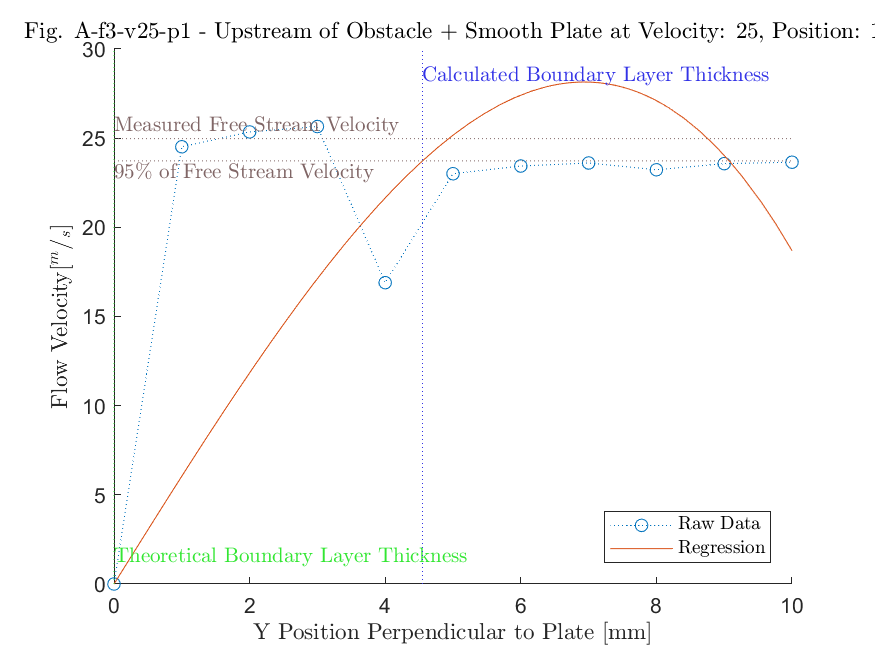 Fig. A-f3-v25-p1 - Upstream of Obstacle + Smooth Plate at Velocity: 25, Position: 1
30
Calculated Boundary Layer Thickness
Measured Free Stream Velocity
25
95% of Free Stream Velocity
20
Flow Velocity[m/s]
15
10
5
Raw Data
Regression
Theoretical Boundary Layer Thickness
0
0 2 4 6 8 10
Y Position Perpendicular to Plate [mm]